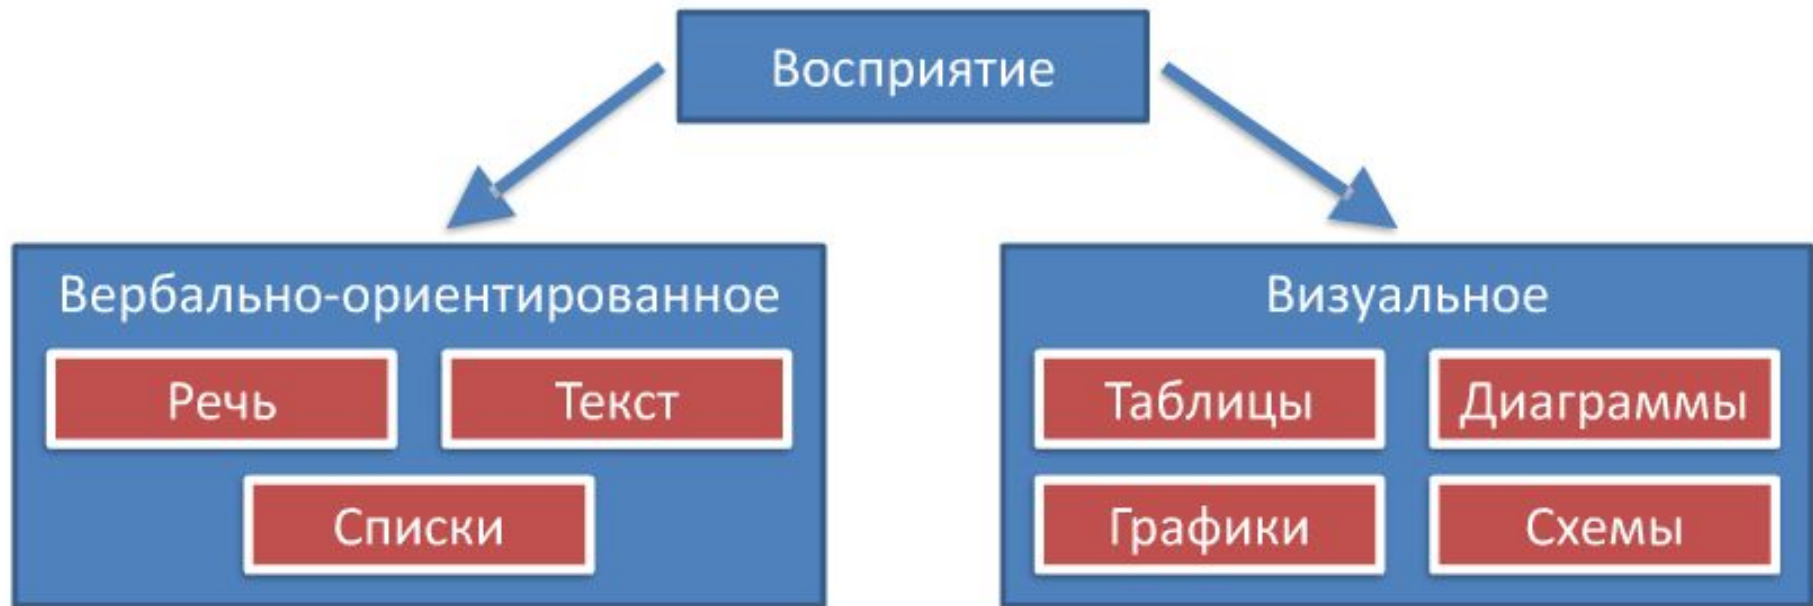 Восприятие
Вербально-ориентированное
Речь
Текст
Списки
Визуальное
Таблицы
Диаграммы
Графики
Схемы